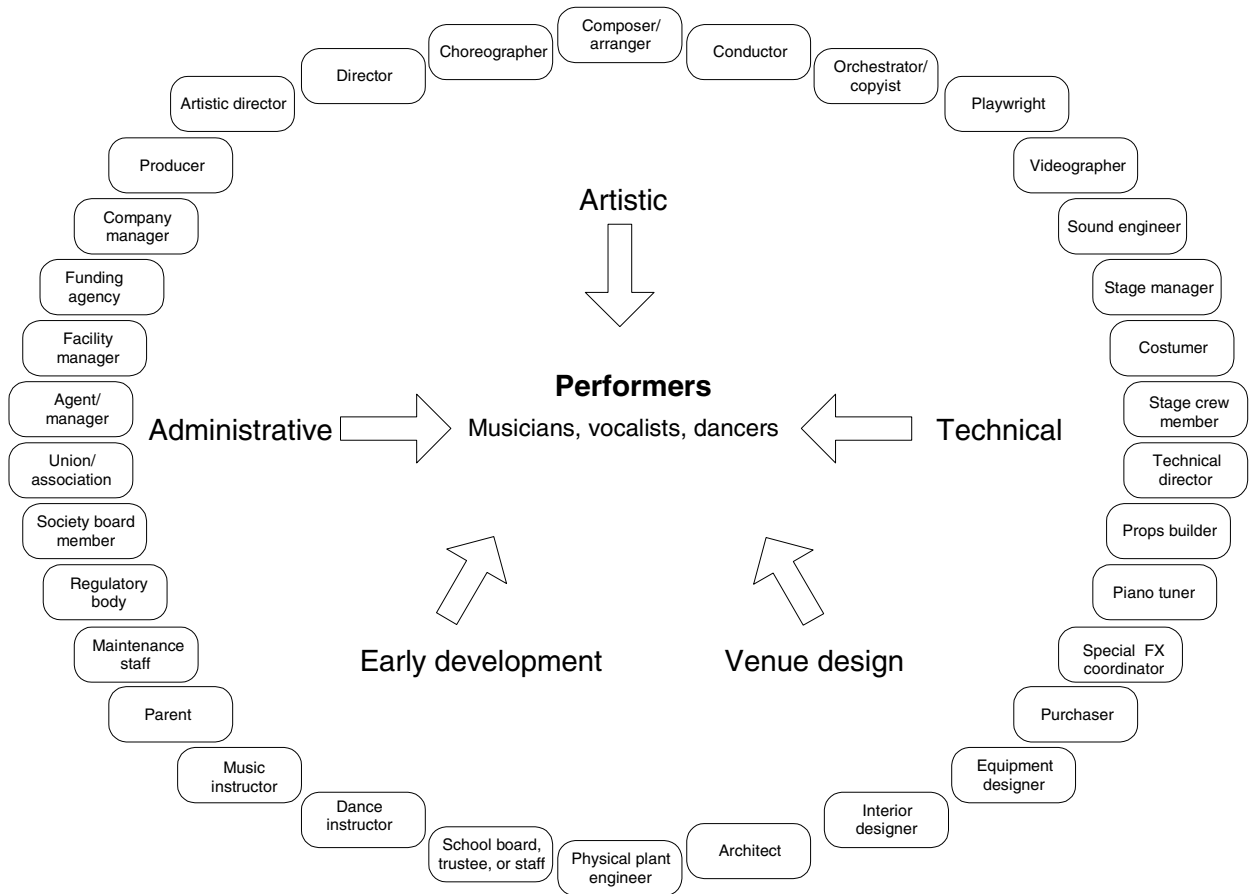 Composer/
arranger
Choreographer
Conductor
Director
Orchestrator/
copyist
Artistic director
Playwright
Producer
Videographer
Artistic
Company
manager
Sound engineer
Funding
agency
Stage manager
Facility
manager
Costumer
Performers
Agent/
manager
Stage crew
member
Administrative
Musicians, vocalists, dancers
Technical
Union/
association
Technical
director
Society board
member
Props builder
Regulatory
body
Piano tuner
Maintenance
staff
Early development
Venue design
Special FX
coordinator
Parent
Purchaser
Music
instructor
Equipment
designer
Dance
instructor
Interior
designer
School board,
trustee, or staff
Physical plant
engineer
Architect